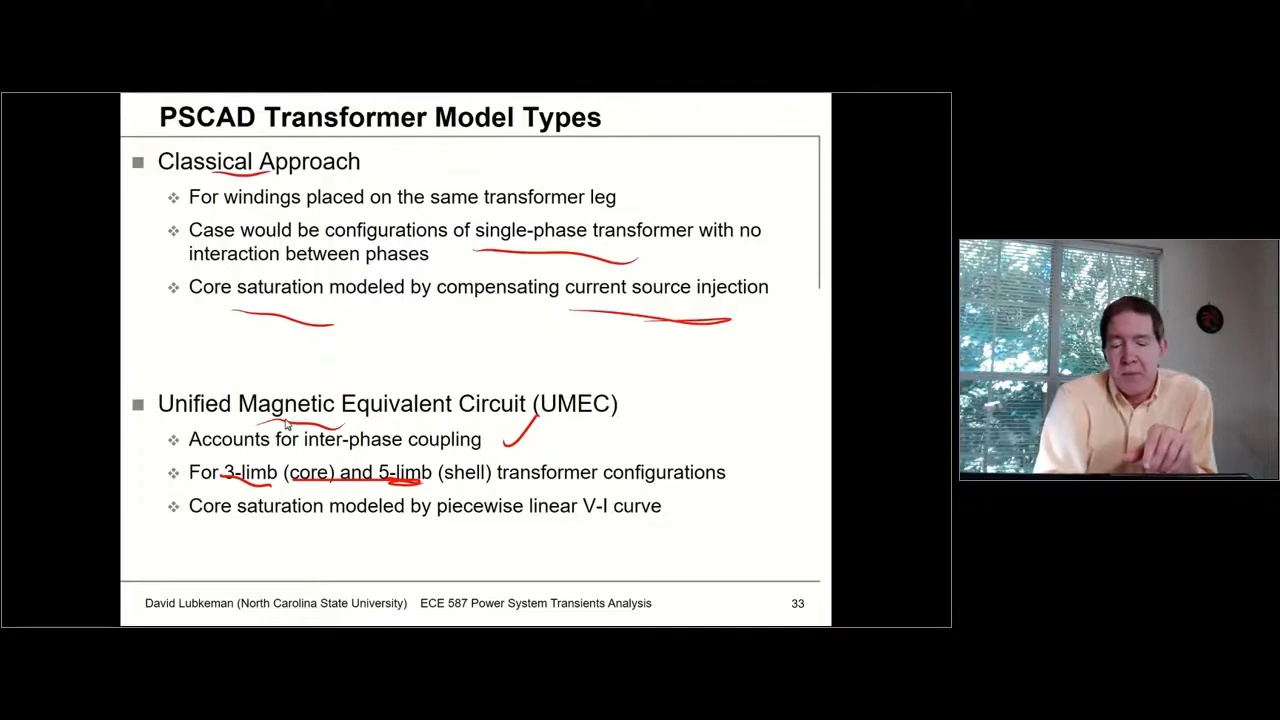 PSCAD Transformer Model Types
Classical Approach
For windings placed on the same transformer leg
Case would be configurations of single-phase transformer with no
interaction between phases
Core saturation modeled by compensating current source injection
Unified Magnetic Equivalent Circuit (UMEC)
Accounts for inter-phase coupling
For 3-limb (core) and 5-limb (shell) transformer configurations
Core saturation modeled by piecewise linear V-I curve
David Lubkeman (North Carolina State University) ECE 587 Power System Transients Analysis 33